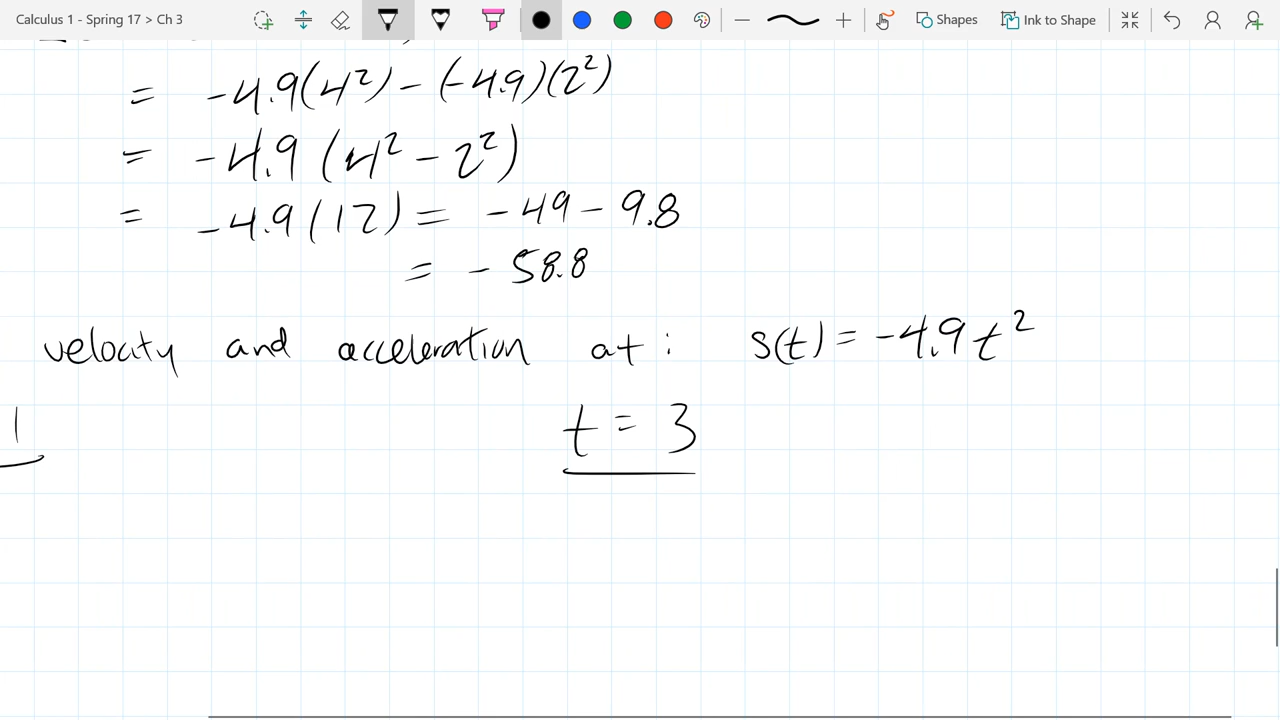 Calculus 1 - Spring 17 > Ch 3
Shapes
Ink to Shape
= -4.9(4²) - (-4.9)(2²)
= -4.9 (4² - 2²)
= -4.9 (12) = -49 - 9.8
= - 58.8
velocity and acceleration at: s(t) = -4.9t²
1
t = 3